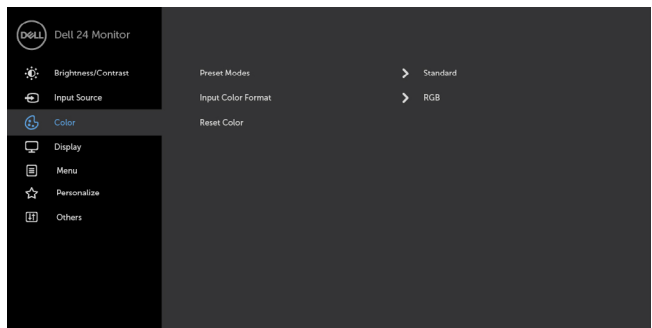 DELL Dell 24 Monitor
Brightness/Contrast Preset Modes Standard
Input Source Input Color Format RGB
Color Reset Color
Display
Menu
Personalize
Others